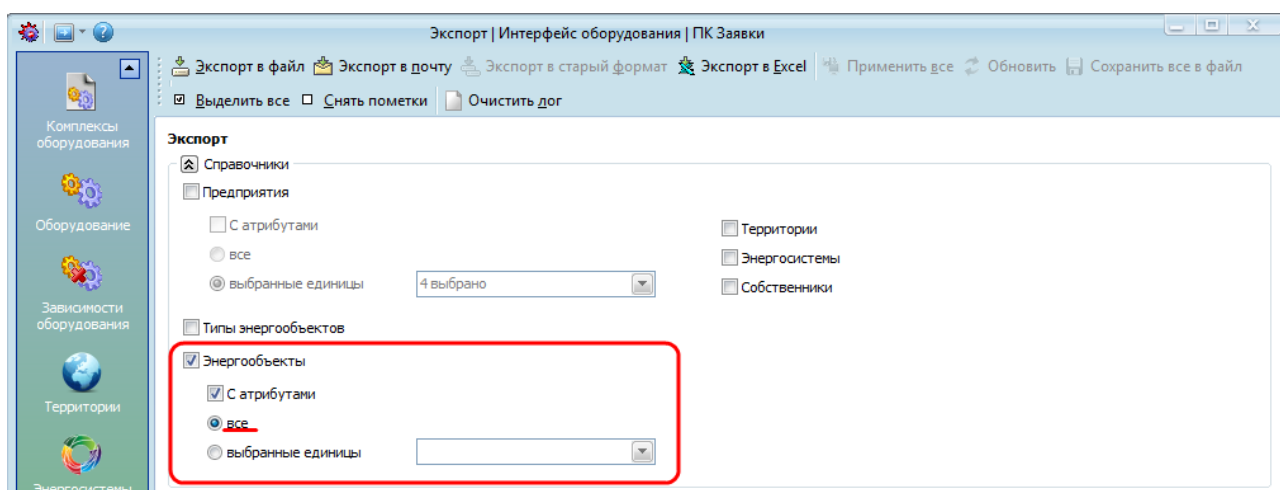 Экспорт | Интерфейс оборудования | ПК Заявки
Экспорт в файл Экспорт в почту Экспорт в старый формат Экспорт в Excel Применить все Обновить Сохранить все в файл
Выделить все Снять пометки Очистить лог
Комплексы
оборудования
Оборудование
Зависимости
оборудования
Территории
Энергосистемы
Экспорт
Справочники
Предприятия
С атрибутами
все
выбранные единицы 4 выбрано
Территории
Энергосистемы
Собственники
Типы энергообъектов
Энергообъекты
С атрибутами
все
выбранные единицы